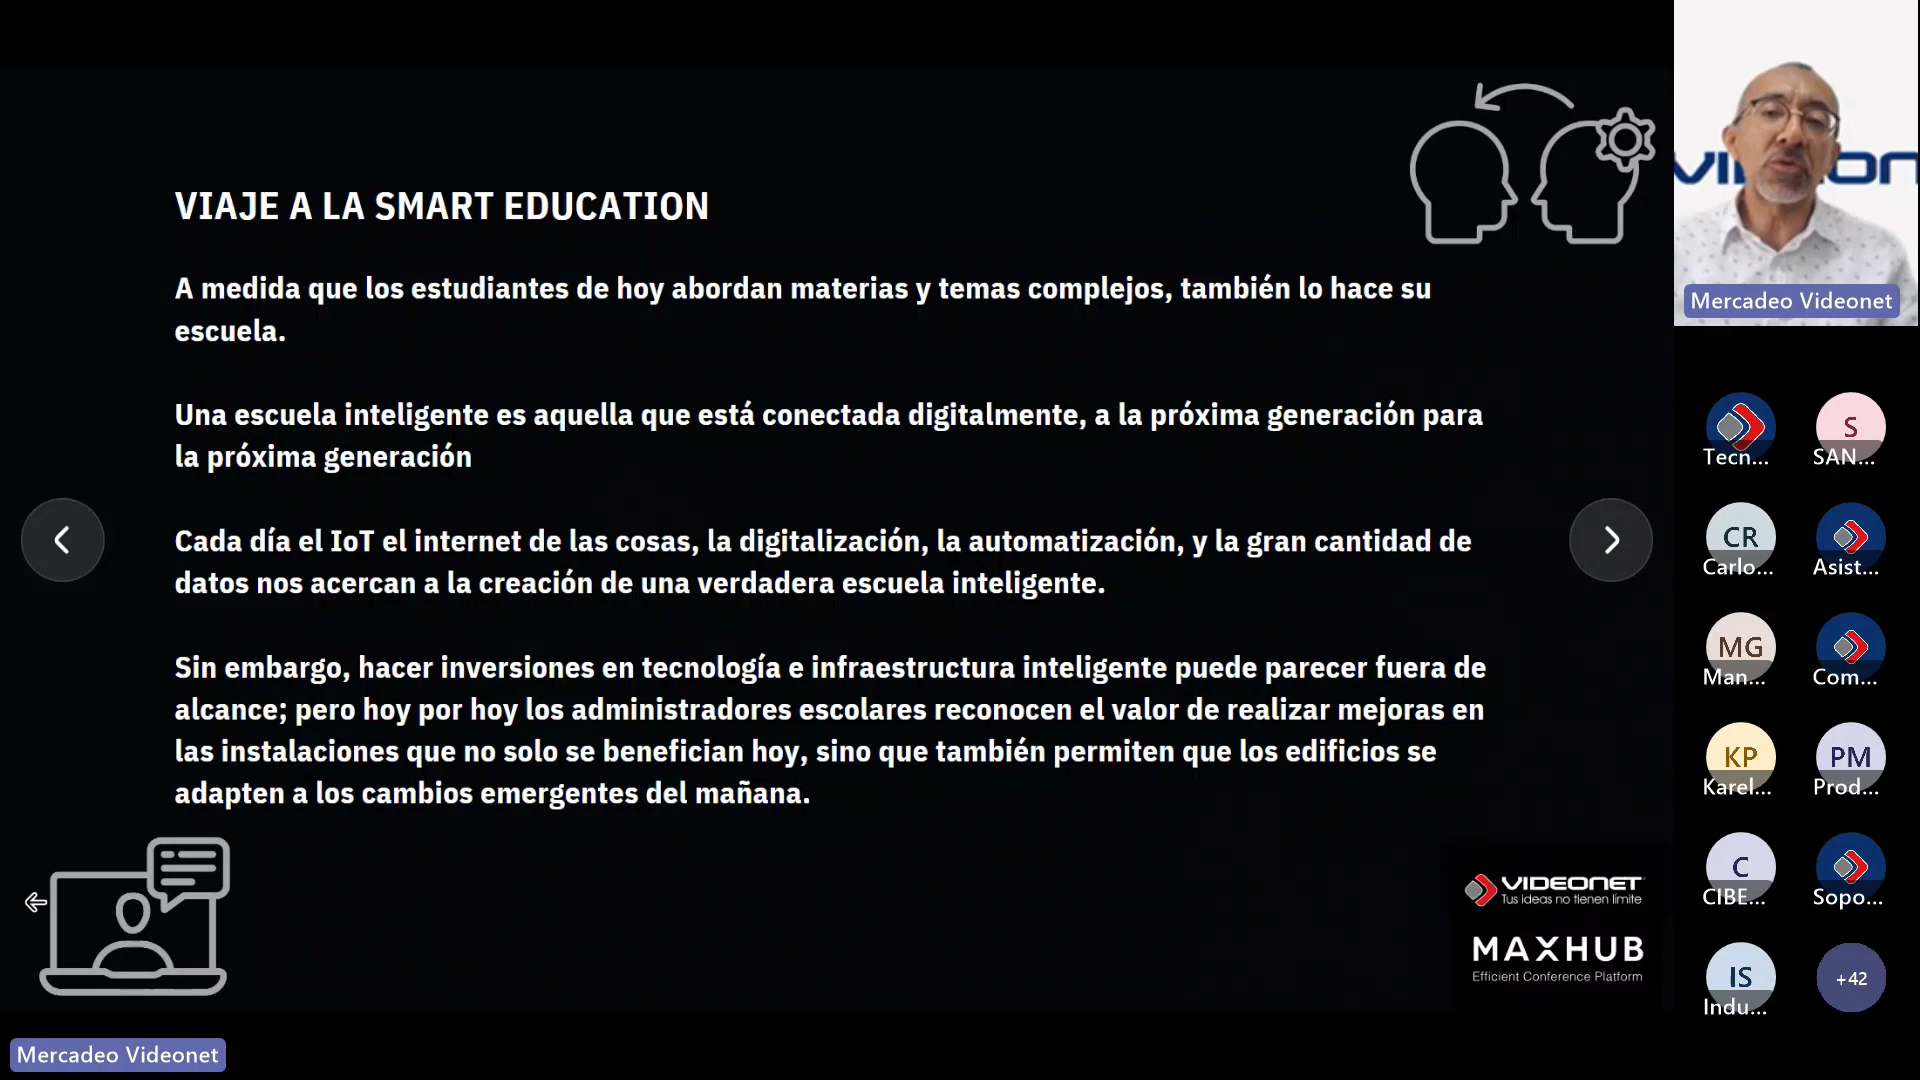 VIAJE A LA SMART EDUCATION
A medida que los estudiantes de hoy abordan materias y temas complejos, también lo hace su
escuela.
Una escuela inteligente es aquella que está conectada digitalmente, a la próxima generación para
la próxima generación
Cada día el IoT el internet de las cosas, la digitalización, la automatización, y la gran cantidad de
datos nos acercan a la creación de una verdadera escuela inteligente.
Sin embargo, hacer inversiones en tecnología e infraestructura inteligente puede parecer fuera de
alcance; pero hoy por hoy los administradores escolares reconocen el valor de realizar mejoras en
las instalaciones que no solo se benefician hoy, sino que también permiten que los edificios se
adapten a los cambios emergentes del mañana.
VIDEONET
Tus ideas no tienen límite
MAXHUB
Efficient Conference Platform
Mercadeo Videonet
Mercadeo Videonet
Tecn...
S
SAN...
CR
Carlo...
Asist...
MG
Man...
Com...
KP
Karel...
PM
Prod...
C
CIBE...
Sopo...
IS
Indu...
+42